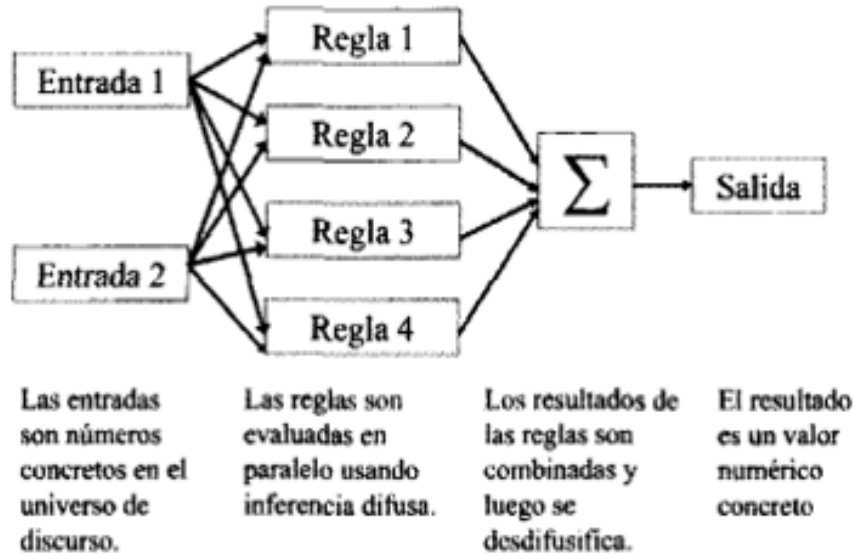 Entrada 1
Entrada 2
Regla 1
Regla 2
Regla 3
Regla 4
Σ
Salida
Las entradas
son números
concretos en el
universo de
discurso.
Las reglas son
evaluadas en
paralelo usando
inferencia difusa.
Los resultados de
las reglas son
combinadas y
luego se
desdifusifica.
El resultado
es un valor
numérico
concreto